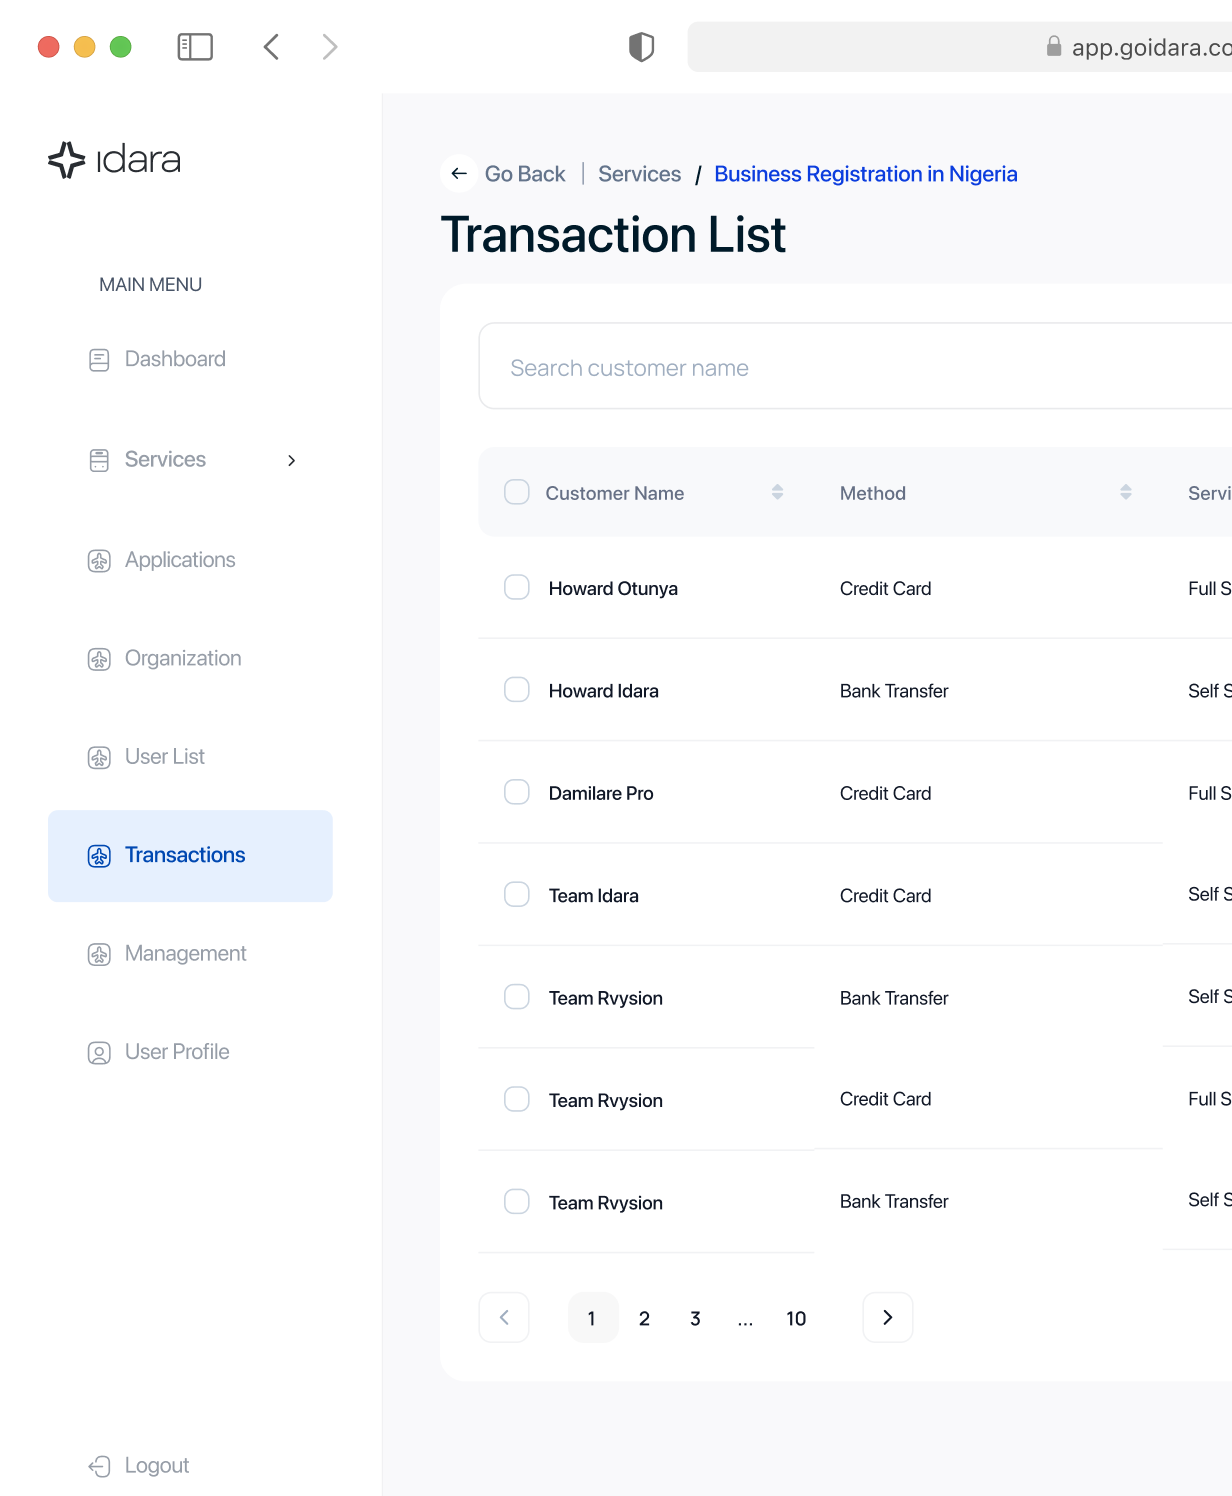 app.goidara.co
idara
Go Back | Services / Business Registration in Nigeria
Transaction List
MAIN MENU
Dashboard
Services
Applications
Organization
User List
Transactions
Management
User Profile
Logout
Search customer name
Customer Name Method Servi
Howard Otunya Credit Card Full S
Howard Idara Bank Transfer Self S
Damilare Pro Credit Card Full S
Team Idara Credit Card Self S
Team Rvysion Bank Transfer Self S
Team Rvysion Credit Card Full S
Team Rvysion Bank Transfer Self S
1 2 3 ... 10